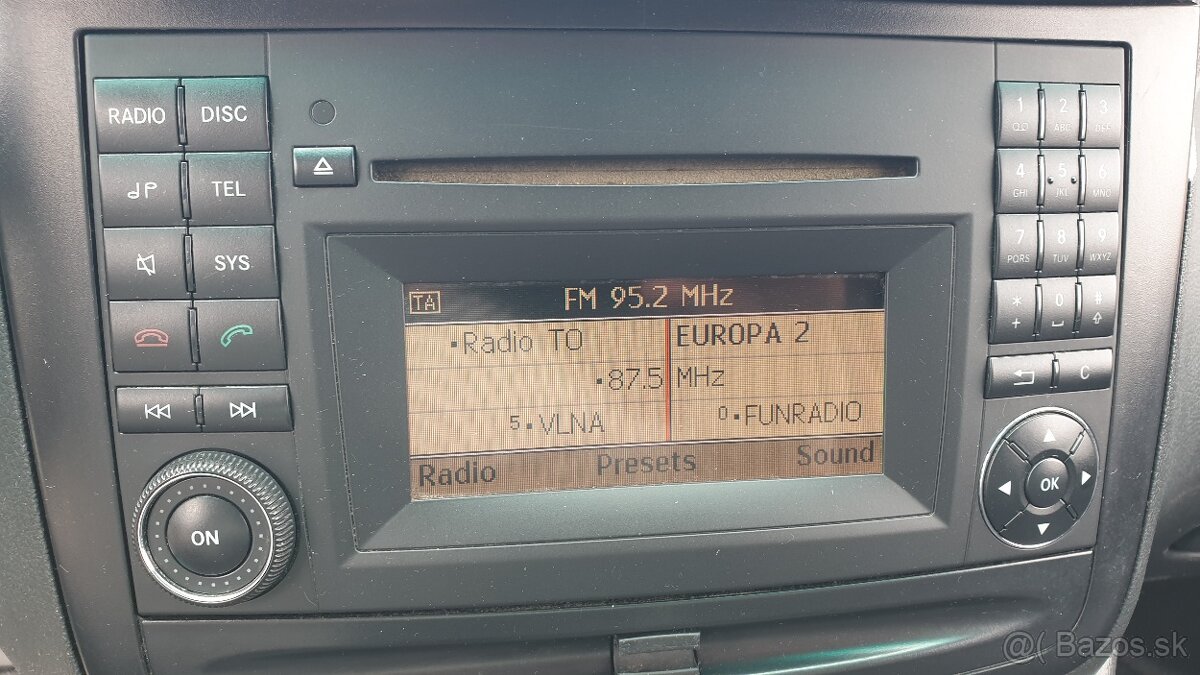 RADIO DISC
TEL
SYS
ON
TA FM 95.2 MHz
Radio TO EUROPA 2
87.5 MHz
5 VLNA 0 FUNRADIO
Radio Presets Sound
1 2 3
QO ABC DEF
4 5 6
GHI JKL MNO
7 8 9
PQRS TUV WXYZ
* 0 #
+
C
OK
@( Bazos.sk